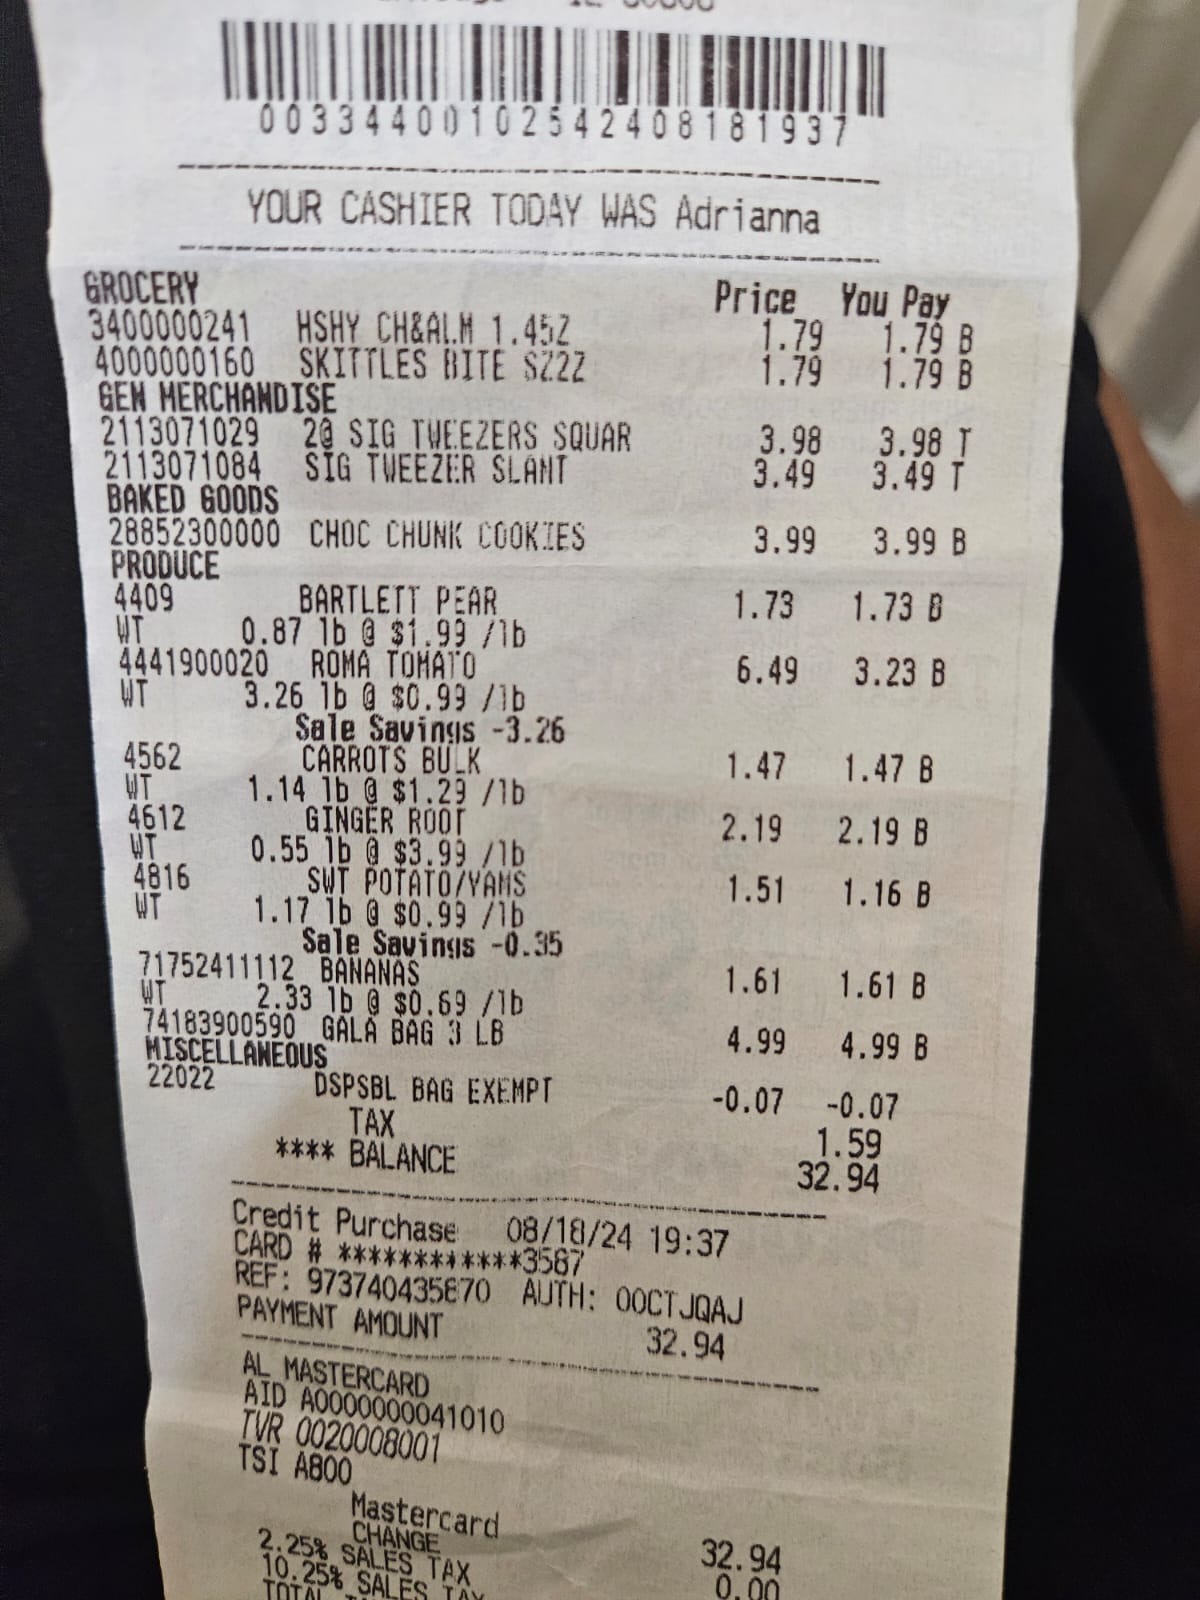 00334400102542408181937
YOUR CASHIER TODAY WAS Adrianna
GROCERY Price You Pay
3400000241 HSHY CH&ALM 1.45Z 1.79 1.79 B
4000000160 SKITTLES BITE SZ2Z 1.79 1.79 B
GEN MERCHANDISE
2113071029 2@ SIG TWEEZERS SQUAR 3.98 3.98 T
2113071084 SIG TWEEZER SLANT 3.49 3.49 T
BAKED GOODS
28852300000 CHOC CHUNK COOKIES 3.99 3.99 B
PRODUCE
4409 BARTLETT PEAR 1.73 1.73 B
WT 0.87 lb @ $1.99 /lb
4441900020 ROMA TOMATO 6.49 3.23 B
WT 3.26 lb @ $0.99 /lb
Sale Savings -3.26
4562 CARROTS BULK 1.47 1.47 B
WT 1.14 lb @ $1.29 /lb
4612 GINGER ROOT 2.19 2.19 B
WT 0.55 lb @ $3.99 /lb
4816 SWT POTATO/YAMS 1.51 1.16 B
WT 1.17 lb @ $0.99 /lb
Sale Savings -0.35
71752411112 BANANAS 1.61 1.61 B
WT 2.33 lb @ $0.69 /lb
74183900590 GALA BAG 3 LB 4.99 4.99 B
MISCELLANEOUS
22022 DSPSBL BAG EXEMPT -0.07 -0.07
TAX 1.59
**** BALANCE 32.94
Credit Purchase 08/18/24 19:37
CARD # ************3587
REF: 973740435870 AUTH: 00CTJQAJ
PAYMENT AMOUNT 32.94
AL MASTERCARD
AID A0000000041010
TVR 0020008001
TSI A800
Mastercard 32.94
CHANGE 0.00
2.25% SALES TAX
10.25% SALES TAX
TOTAL